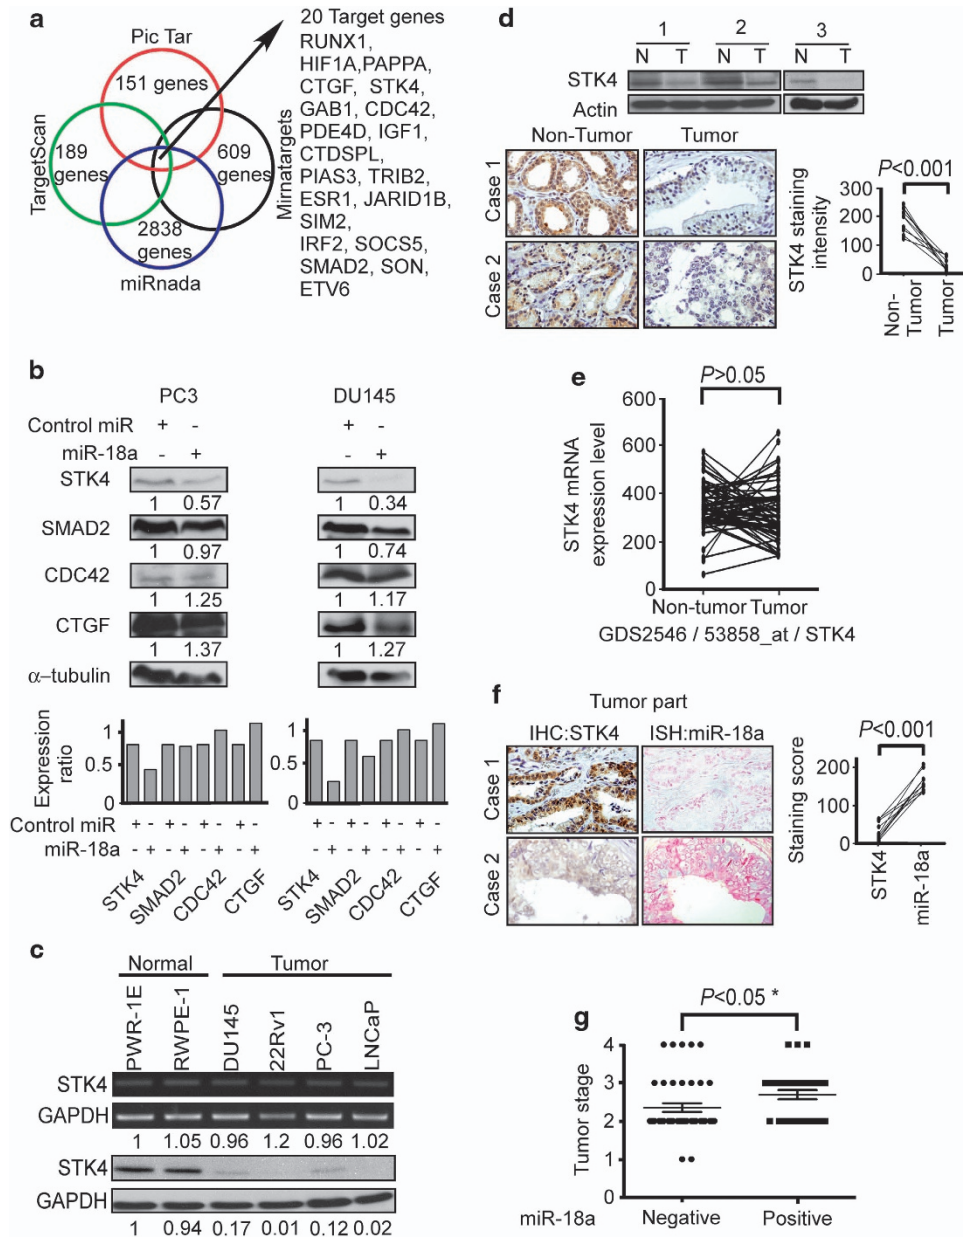 a
Pic Tar
151 genes
TargetScan
189
genes
609
genes
Mirnatargets
2838
genes
miRnada
20 Target genes
RUNX1,
HIF1A,PAPPA,
CTGF, STK4,
GAB1, CDC42,
PDE4D, IGF1,
CTDSPL,
PIAS3, TRIB2,
ESR1, JARID1B,
SIM2,
IRF2, SOCS5,
SMAD2, SON,
ETV6
b
PC3 DU145
Control miR + - + -
miR-18a - + - +
STK4
1 0.57 1 0.34
SMAD2
1 0.97 1 0.74
CDC42
1 1.25 1 1.17
CTGF
1 1.37 1 1.27
α–tubulin
Expression
ratio
1
0.5
0
1
0.5
0
Control miR + - + - + - + - + - + - + - + -
miR-18a - + - + - + - + - + - + - + - +
STK4 SMAD2 CDC42 CTGF STK4 SMAD2 CDC42 CTGF
c
Normal Tumor
PWR-1E RWPE-1 DU145 22Rv1 PC-3 LNCaP
STK4
GAPDH
1 1.05 0.96 1.2 0.96 1.02
STK4
GAPDH
1 0.94 0.17 0.01 0.12 0.02
d
1 2 3
N T N T N T
STK4
Actin
Non-Tumor Tumor
Case 1
Case 2
P<0.001
STK4 staining
intensity
300
200
100
0
Non-
Tumor
Tumor
e
P>0.05
STK4 mRNA
expression level
600
600
400
200
0
Non-tumor Tumor
GDS2546 / 53858_at / STK4
f
Tumor part
IHC:STK4 ISH:miR-18a
Case 1
Case 2
P<0.001
Staining score
200
100
0
STK4
miR-18a
g
P<0.05 *
Tumor stage
4
3
2
1
0
miR-18a Negative Positive